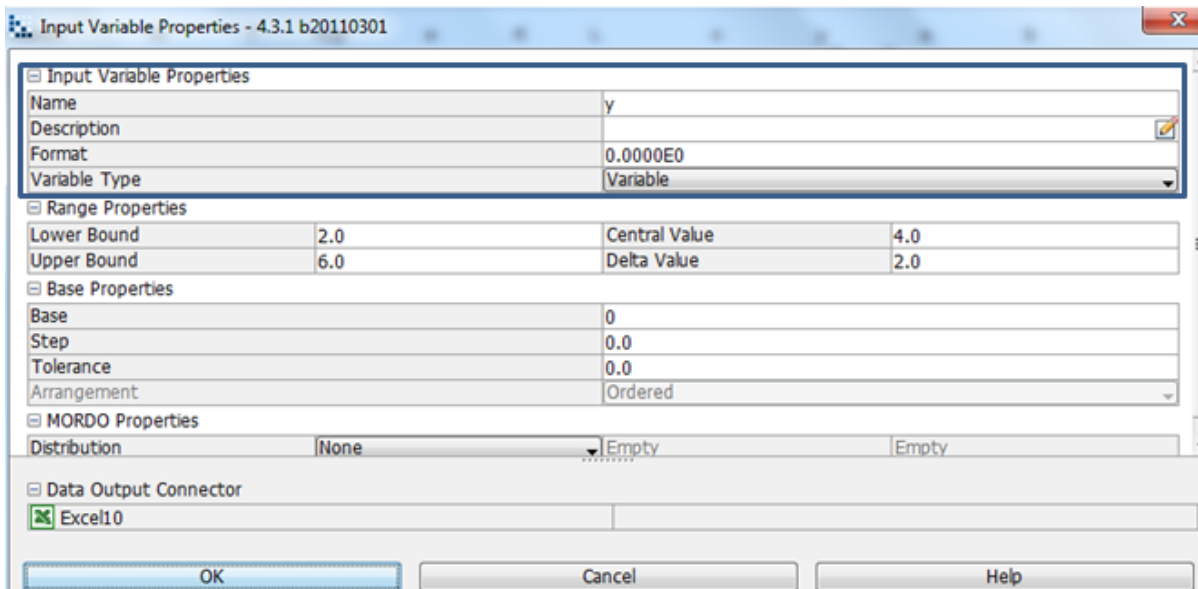 Input Variable Properties - 4.3.1 b20110301
Input Variable Properties
Name y
Description
Format 0.0000E0
Variable Type Variable
Range Properties
Lower Bound 2.0 Central Value 4.0
Upper Bound 6.0 Delta Value 2.0
Base Properties
Base 0
Step 0.0
Tolerance 0.0
Arrangement Ordered
MORDO Properties
Distribution None Empty Empty
Data Output Connector
Excel10
OK Cancel Help